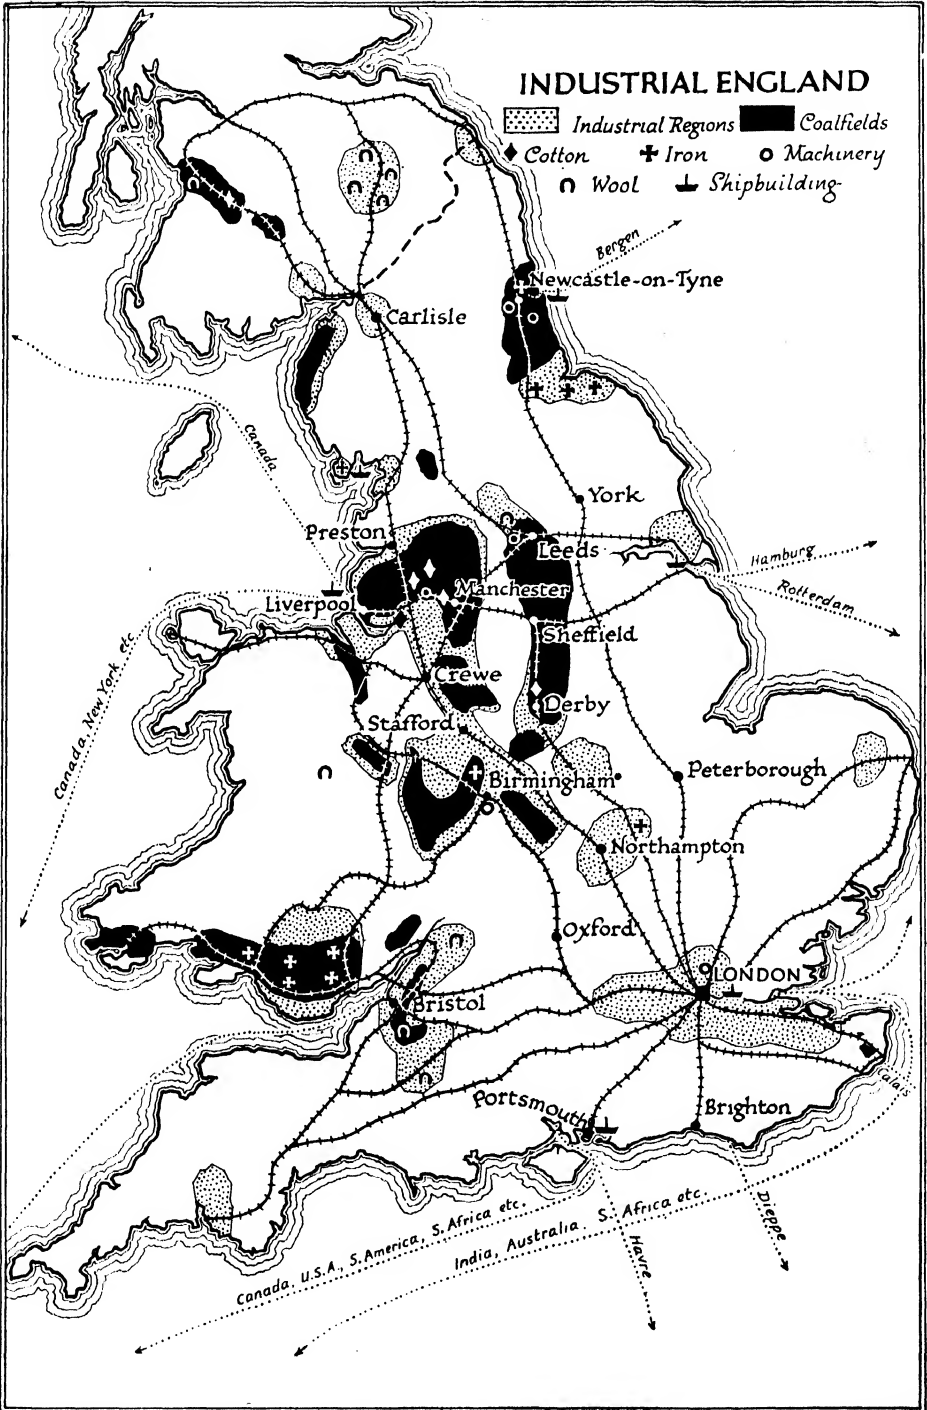 INDUSTRIAL ENGLAND
Industrial Regions Coalfields
Cotton Iron Machinery
Wool Shipbuilding
Bergen
Newcastle-on-Tyne
Carlisle
Canada
York
Preston
Leeds
Hamburg
Rotterdam
Manchester
Liverpool
Sheffield
Canada, New York etc
Crewe
Derby
Stafford
Peterborough
Birmingham
Northampton
Oxford
LONDON
Bristol
Calais
Portsmouth
Brighton
Dieppe
Havre
Canada, U.S.A., S. America, S. Africa etc.
India, Australia. S. Africa etc.